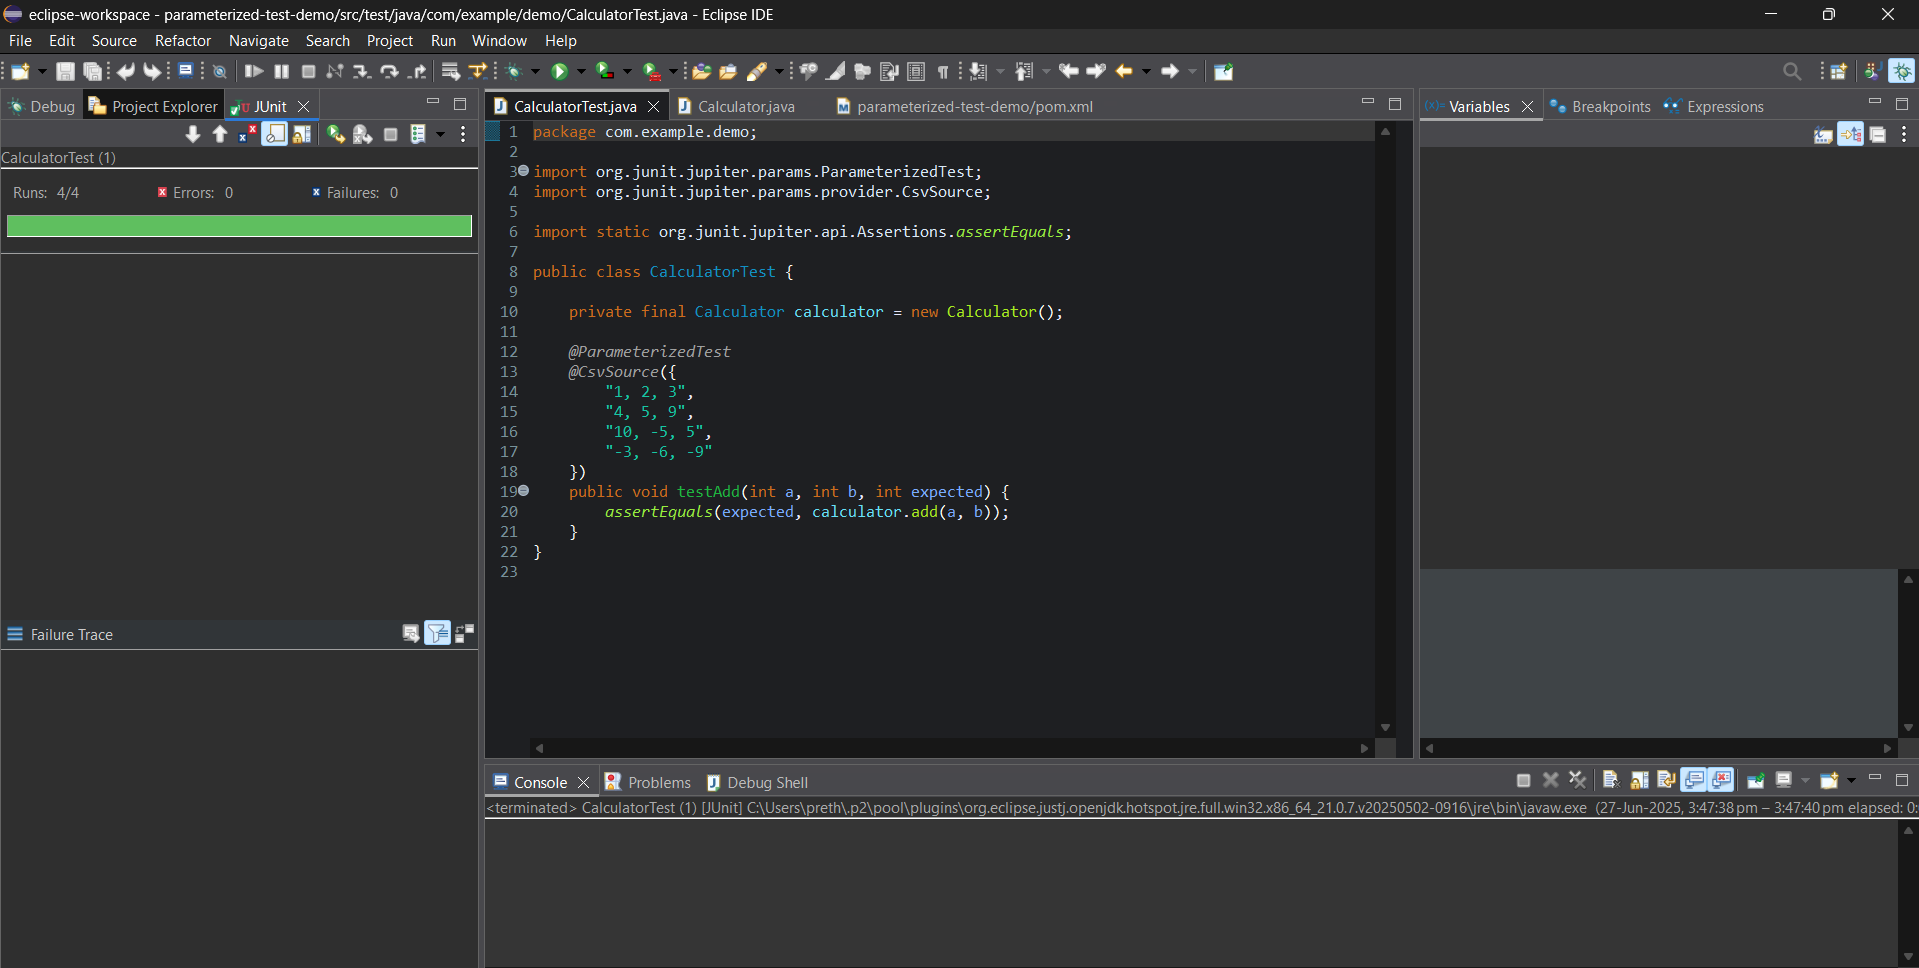 eclipse-workspace - parameterized-test-demo/src/test/java/com/example/demo/CalculatorTest.java - Eclipse IDE
File Edit Source Refactor Navigate Search Project Run Window Help
Debug Project Explorer JUnit
CalculatorTest (1)
Runs: 4/4 Errors: 0 Failures: 0
Failure Trace
CalculatorTest.java Calculator.java parameterized-test-demo/pom.xml
1 package com.example.demo;
2
3 import org.junit.jupiter.params.ParameterizedTest;
4 import org.junit.jupiter.params.provider.CsvSource;
5
6 import static org.junit.jupiter.api.Assertions.assertEquals;
7
8 public class CalculatorTest {
9
10 private final Calculator calculator = new Calculator();
11
12 @ParameterizedTest
13 @CsvSource({
14 "1, 2, 3",
15 "4, 5, 9",
16 "10, -5, 5",
17 "-3, -6, -9"
18 })
19 public void testAdd(int a, int b, int expected) {
20 assertEquals(expected, calculator.add(a, b));
21 }
22 }
23
Variables Breakpoints Expressions
Console Problems Debug Shell
<terminated> CalculatorTest (1) [JUnit] C:\Users\preth\.p2\pool\plugins\org.eclipse.justj.openjdk.hotspot.jre.full.win32.x86_64_21.0.7.v20250502-0916\jre\bin\javaw.exe (27-Jun-2025, 3:47:38 pm – 3:47:40 pm elapsed: 0: